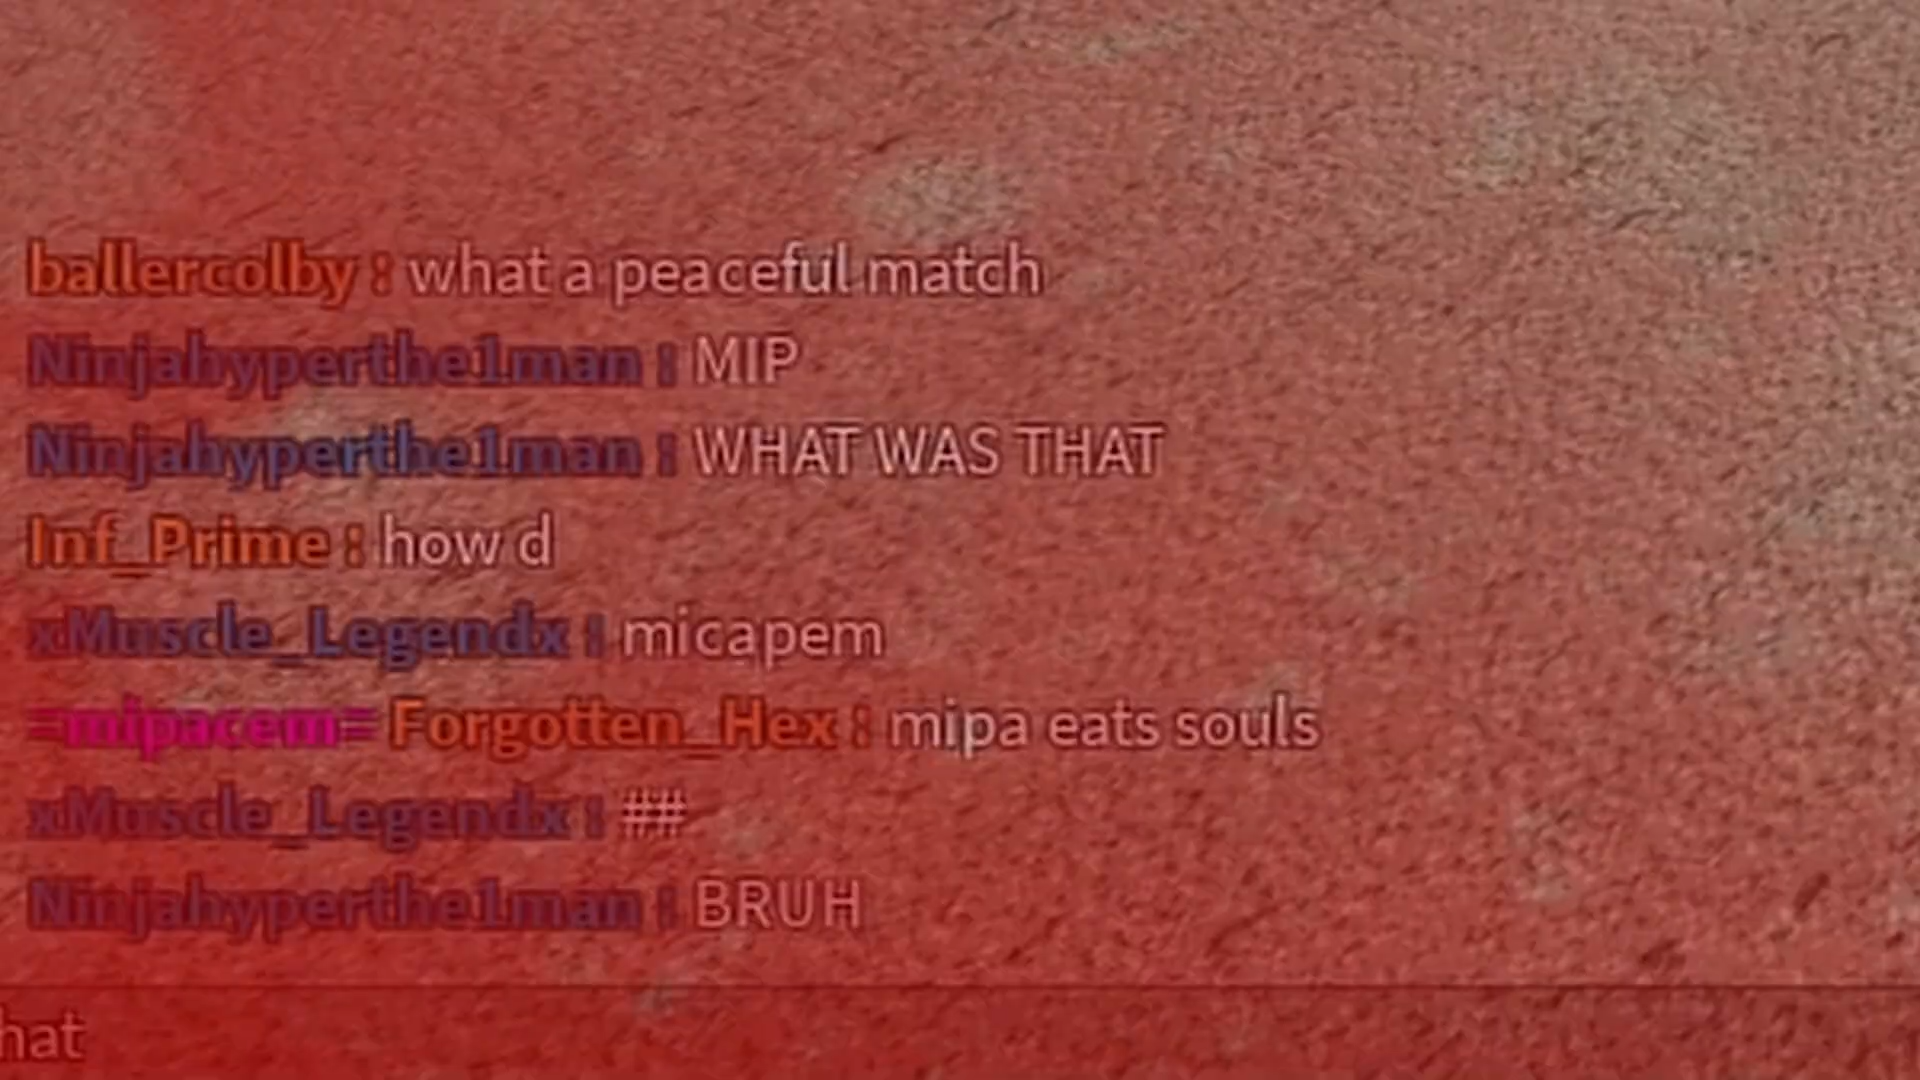 ballercolby : what a peaceful match
Ninjahyperthe1man : MIP
Ninjahyperthe1man : WHAT WAS THAT
Inf_Prime : how d
xMuscle_Legendx : micapem
=mipacem= Forgotten_Hex : mipa eats souls
xMuscle_Legendx : ##
Ninjahyperthe1man : BRUH
hat